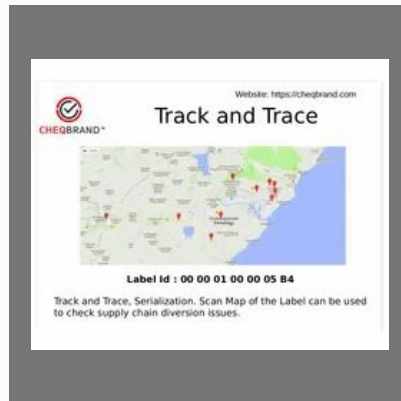 Website: https://cheqbrand.com
CHEQBRAND
Track and Trace
Label Id : 00 00 01 00 00 05 B4
Track and Trace, Serialization. Scan Map of the Label can be used
to check supply chain diversion issues.